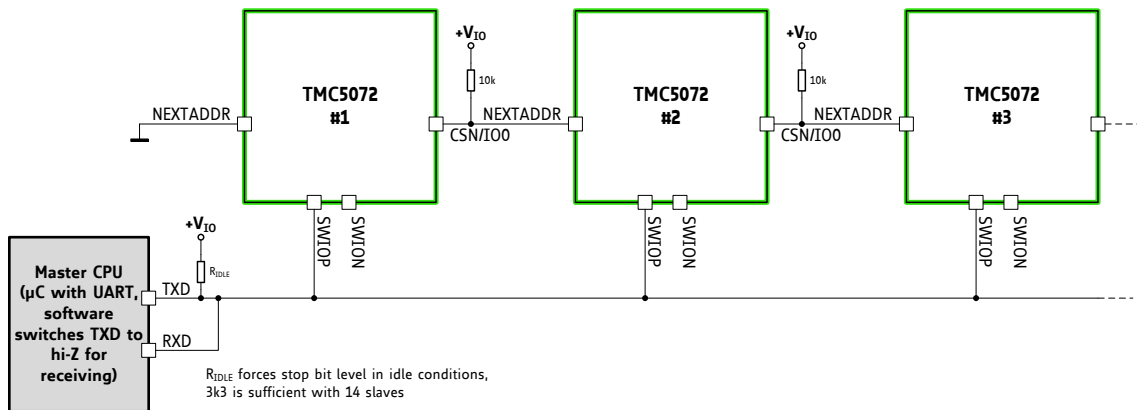 +VIO
10k
TMC5072
#1
NEXTADDR
CSN/IO0
SWIOP
SWION
+VIO
10k
NEXTADDR
TMC5072
#2
CSN/IO0
SWIOP
SWION
NEXTADDR
TMC5072
#3
SWIOP
SWION
+VIO
RIDLE
Master CPU
(µC with UART,
software
switches TXD to
hi-Z for
receiving)
TXD
RXD
RIDLE forces stop bit level in idle conditions,
3k3 is sufficient with 14 slaves